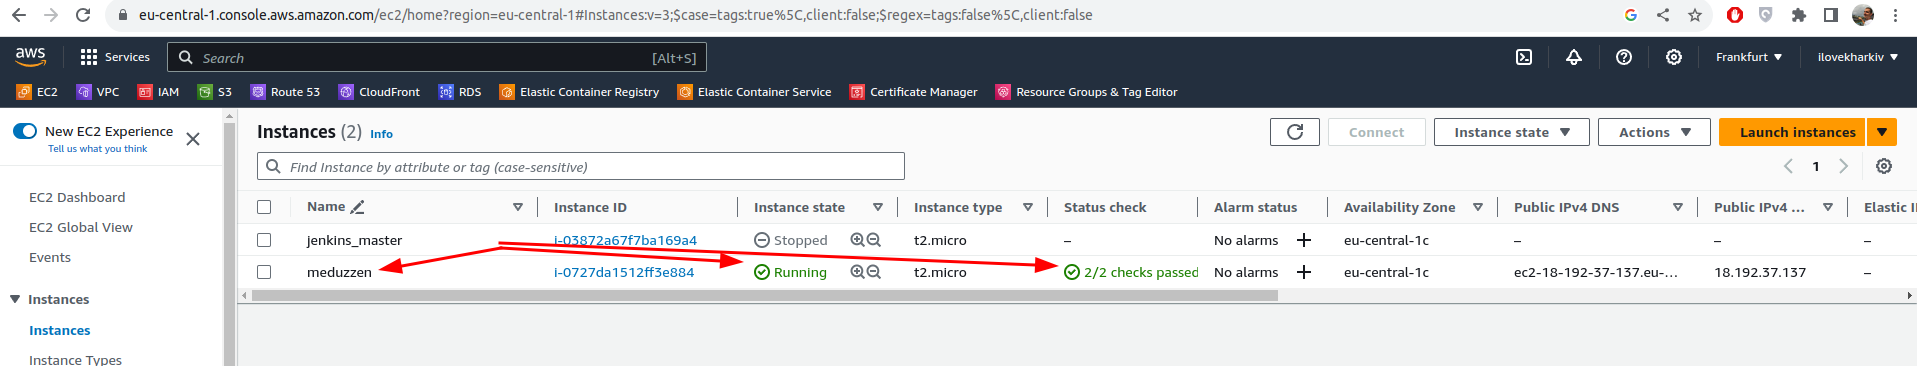 eu-central-1.console.aws.amazon.com/ec2/home?region=eu-central-1#Instances:v=3;$case=tags:true%5C,client:false;$regex=tags:false%5C,client:false
aws Services Search [Alt+S] Frankfurt ilovekharkiv
EC2 VPC IAM S3 Route 53 CloudFront RDS Elastic Container Registry Elastic Container Service Certificate Manager Resource Groups & Tag Editor
New EC2 Experience
Tell us what you think
EC2 Dashboard
EC2 Global View
Events
Instances
Instances
Instance Types
Instances (2) Info Connect Instance state Actions Launch instances
Find Instance by attribute or tag (case-sensitive) 1
Name Instance ID Instance state Instance type Status check Alarm status Availability Zone Public IPv4 DNS Public IPv4 ... Elastic I
jenkins_master i-03872a67f7ba169a4 Stopped t2.micro – No alarms + eu-central-1c – – –
meduzzen i-0727da1512ff3e884 Running t2.micro 2/2 checks passed No alarms + eu-central-1c ec2-18-192-37-137.eu-... 18.192.37.137 –